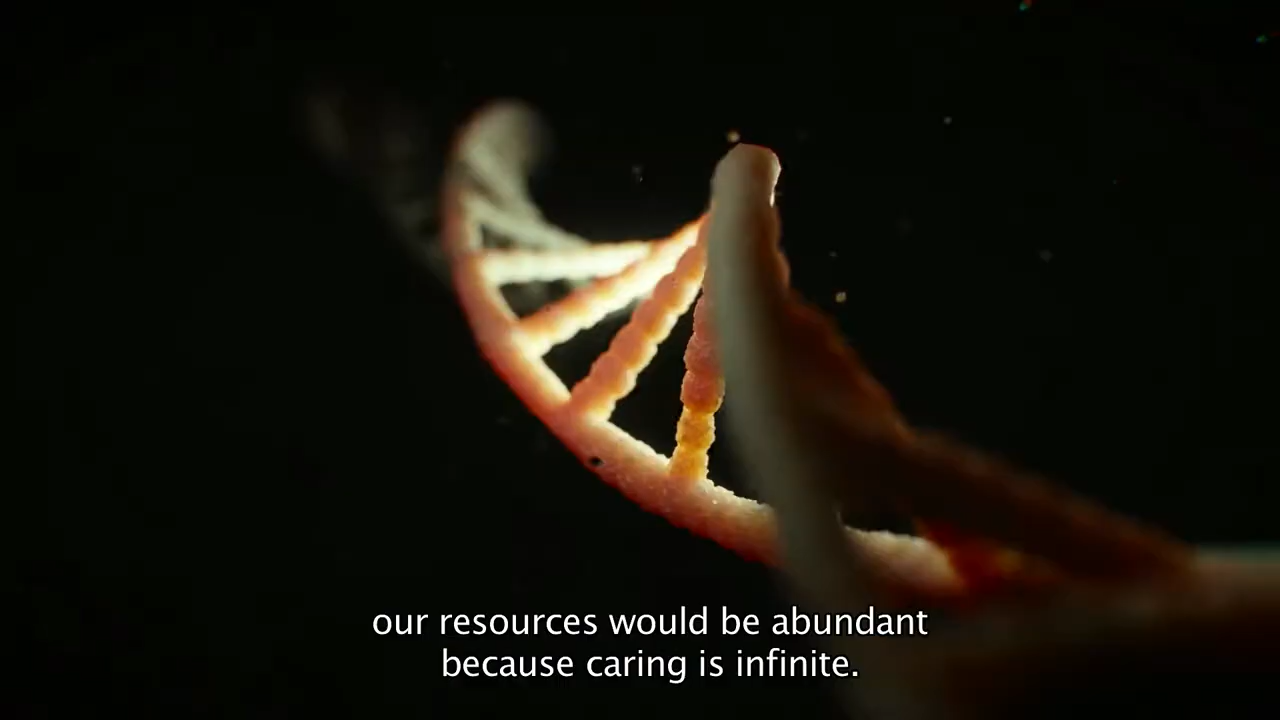 our resources would be abundant
because caring is infinite.